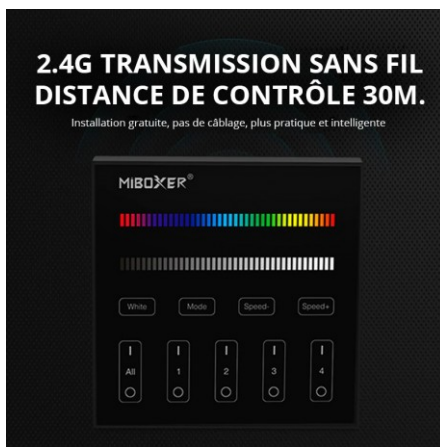 2.4G TRANSMISSION SANS FIL
DISTANCE DE CONTRÔLE 30M.
Installation gratuite, pas de câblage, plus pratique et intelligente
MIBOXER®
White Mode Speed- Speed+
All 1 2 3 4